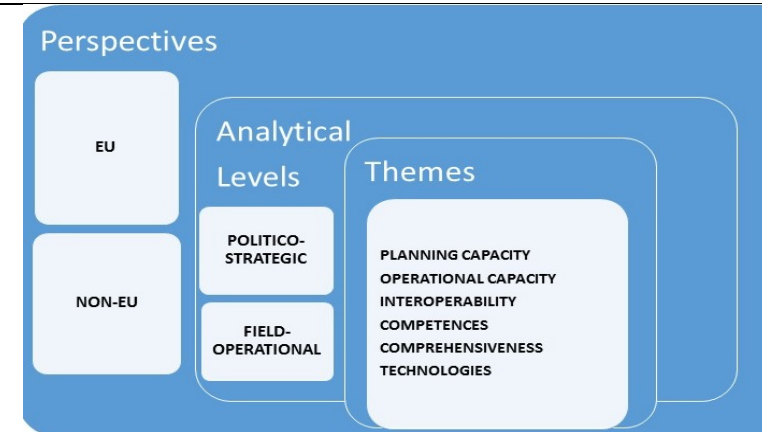 Perspectives
EU
NON-EU
Analytical
Levels
POLITICO-
STRATEGIC
FIELD-
OPERATIONAL
Themes
PLANNING CAPACITY
OPERATIONAL CAPACITY
INTEROPERABILITY
COMPETENCES
COMPREHENSIVENESS
TECHNOLOGIES